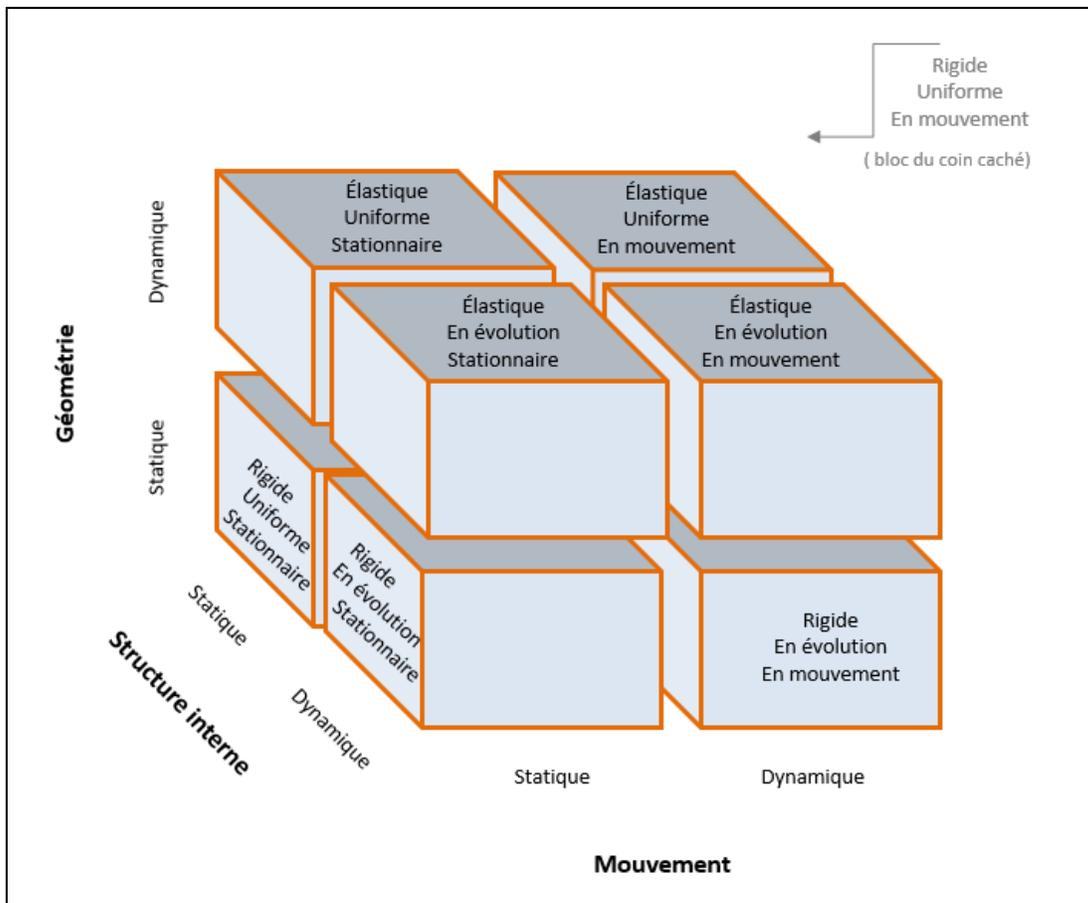 Rigide
Uniforme
En mouvement
( bloc du coin caché)
Élastique
Uniforme
Stationnaire
Élastique
Uniforme
En mouvement
Élastique
En évolution
Stationnaire
Élastique
En évolution
En mouvement
Dynamique
Géométrie
Statique
Rigide
Uniforme
Stationnaire
Rigide
En évolution
Stationnaire
Rigide
En évolution
En mouvement
Statique
Structure interne
Dynamique
Statique
Dynamique
Mouvement